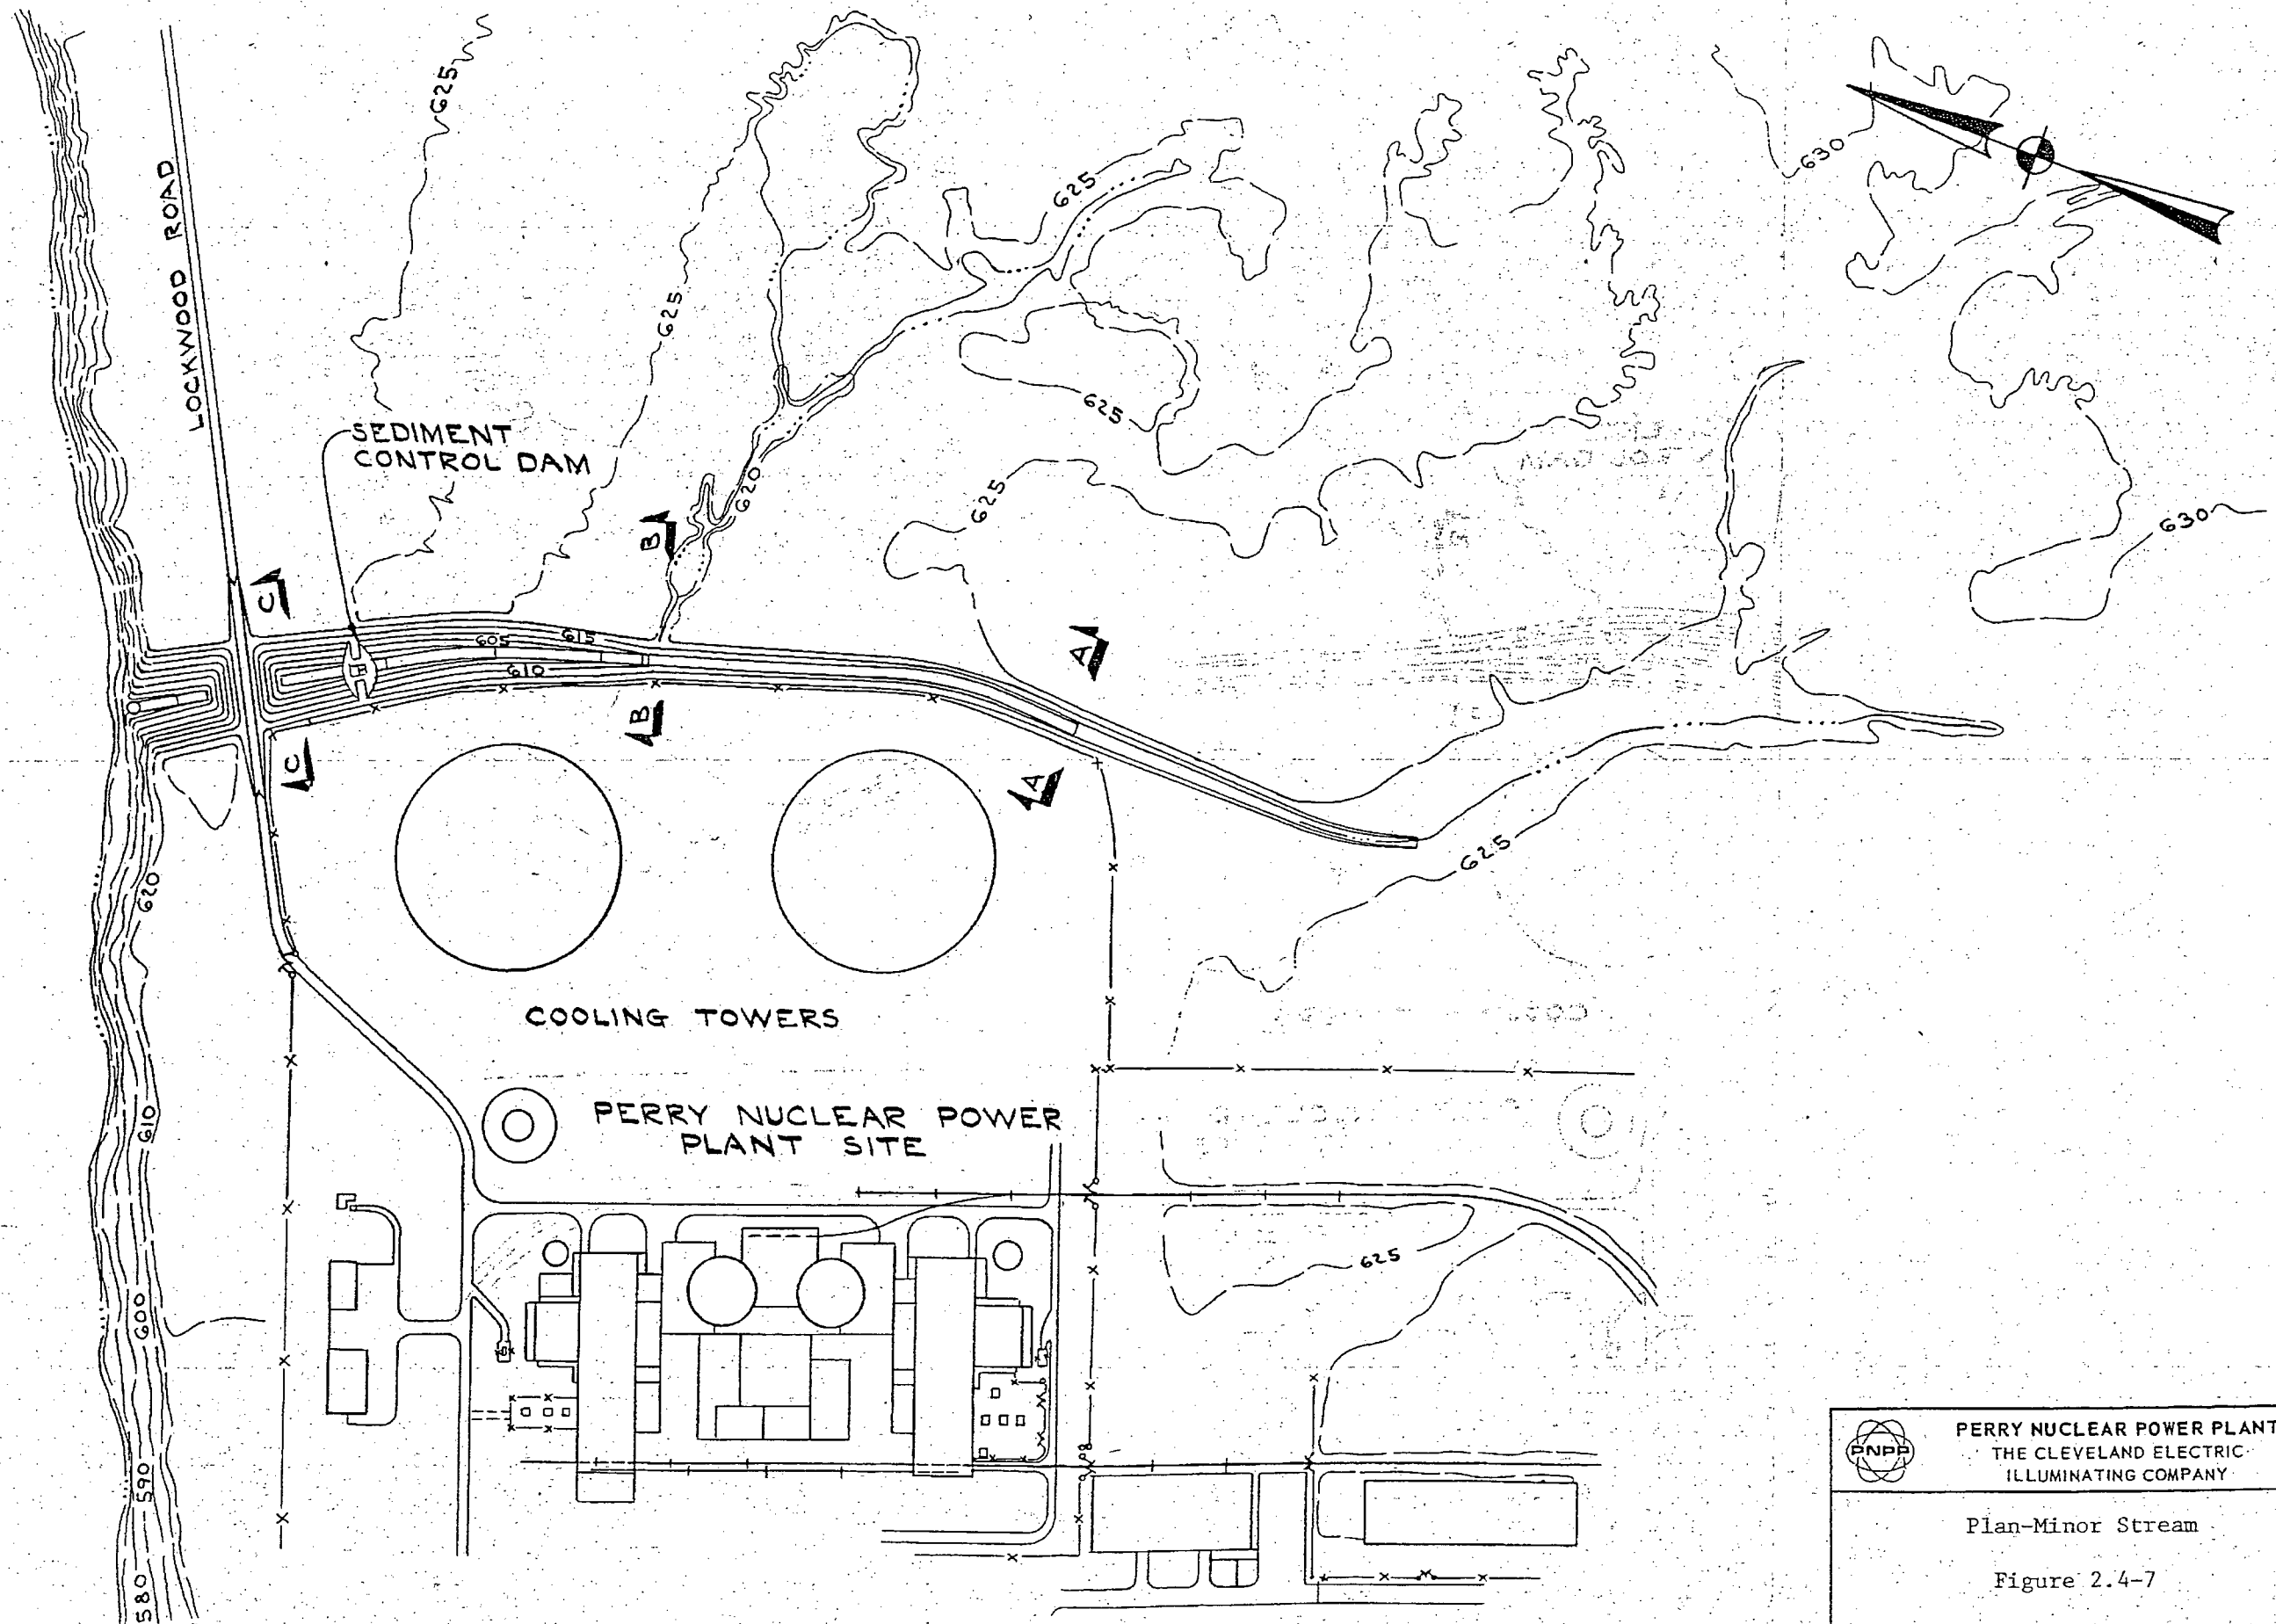 625
LOCKWOOD ROAD
630
625
625
625
SEDIMENT
CONTROL DAM
620
625
630
B
C
605
615
610
A
B
C
A
620
625
COOLING TOWERS
PERRY NUCLEAR POWER
PLANT SITE
610
625
600
590
580
PNPP
PERRY NUCLEAR POWER PLANT
THE CLEVELAND ELECTRIC
ILLUMINATING COMPANY
Plan-Minor Stream
Figure 2.4-7